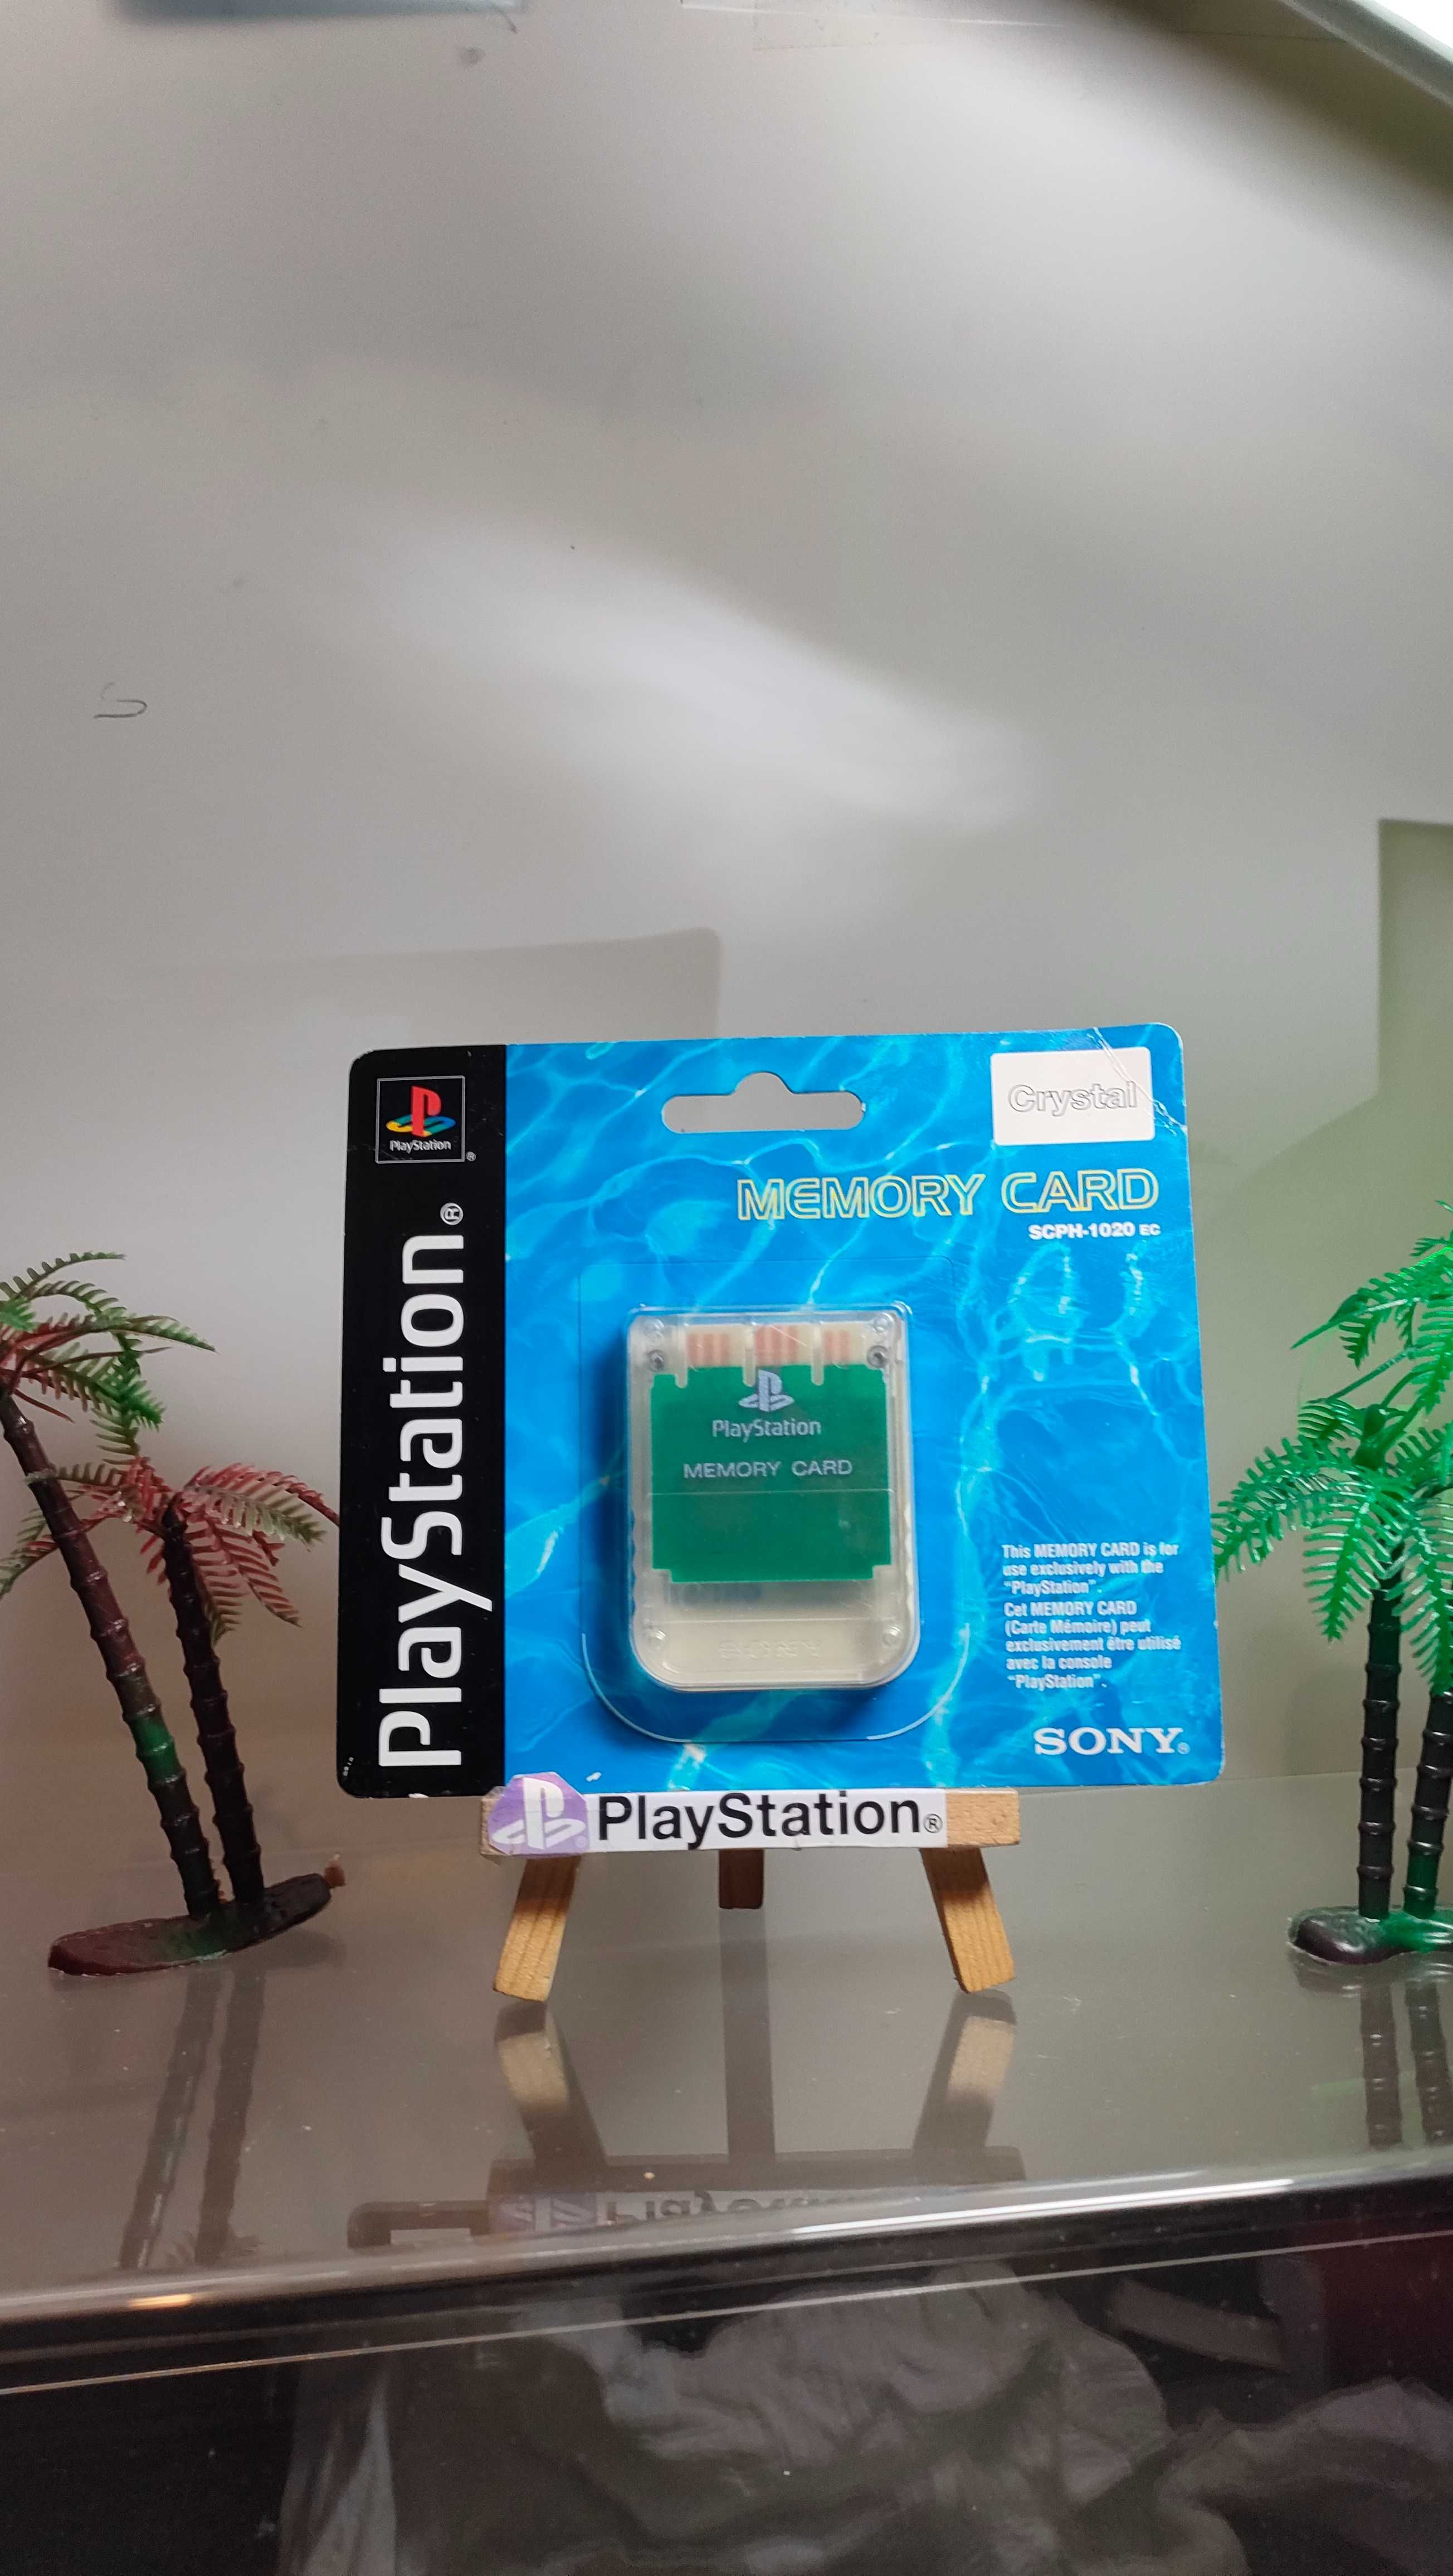 PlayStation
®
PlayStation®
Crystal
MEMORY CARD
SCPH-1020 EC
PlayStation
MEMORY CARD
This MEMORY CARD is for
use exclusively with the
"PlayStation".
Cet MEMORY CARD
(Carte Mémoire) peut
exclusivement être utilisé
avec la console
"PlayStation".
SONY®
PlayStation®